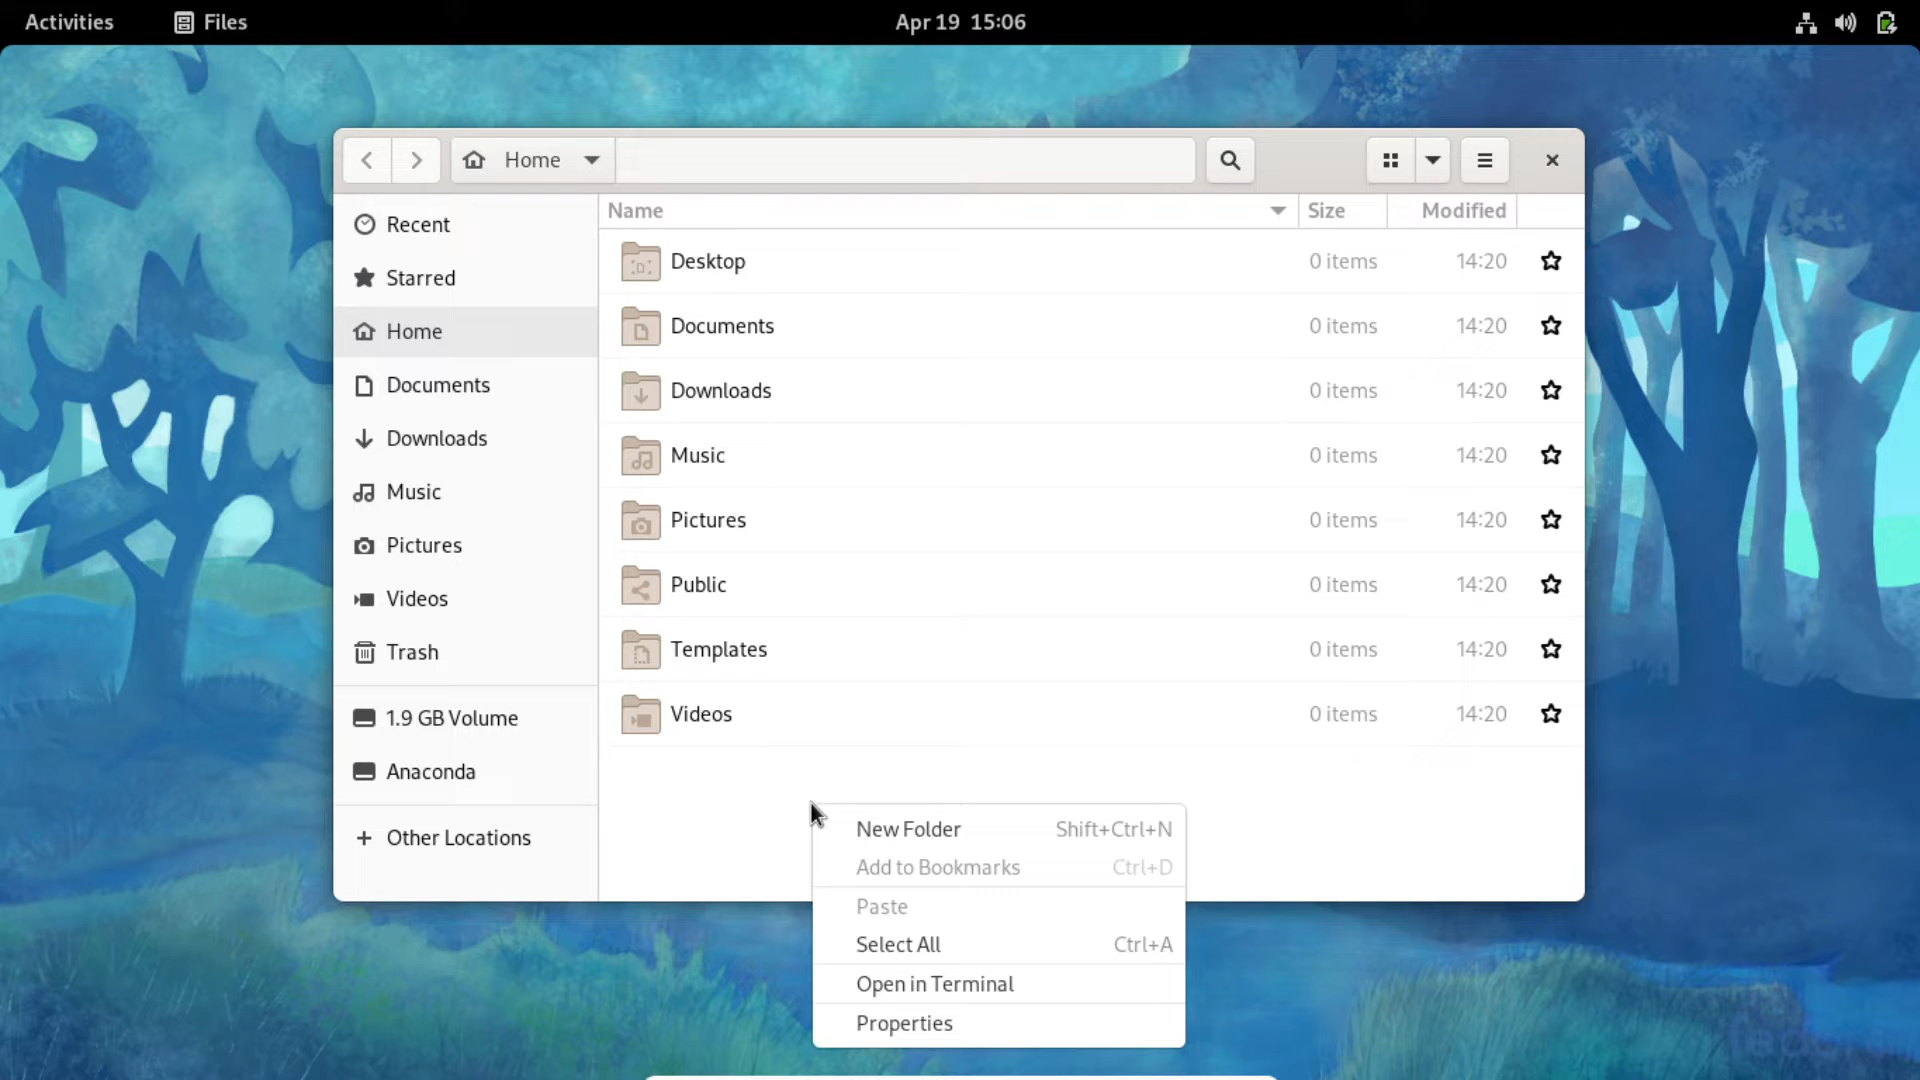 Activities Files Apr 19 15:06
Home
Name Size Modified
Recent
Starred
Home
Documents
Downloads
Music
Pictures
Videos
Trash
1.9 GB Volume
Anaconda
Other Locations
Desktop 0 items 14:20
Documents 0 items 14:20
Downloads 0 items 14:20
Music 0 items 14:20
Pictures 0 items 14:20
Public 0 items 14:20
Templates 0 items 14:20
Videos 0 items 14:20
New Folder Shift+Ctrl+N
Add to Bookmarks Ctrl+D
Paste
Select All Ctrl+A
Open in Terminal
Properties